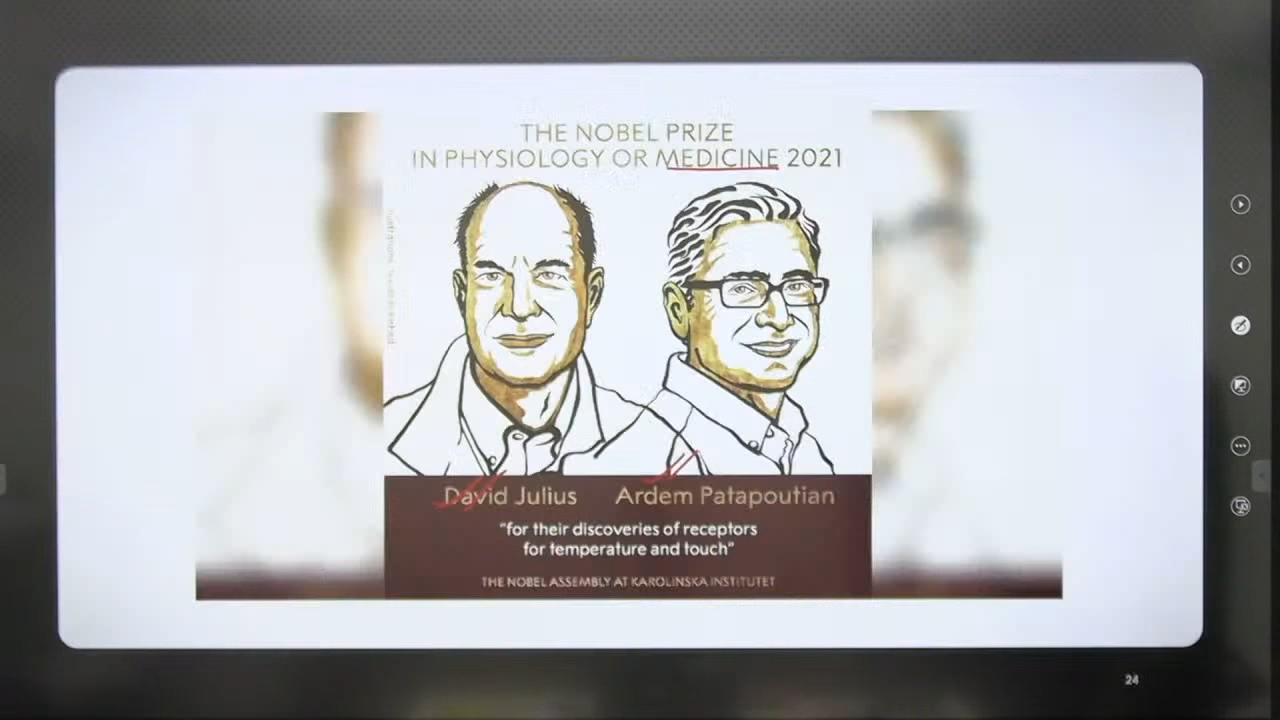 THE NOBEL PRIZE
IN PHYSIOLOGY OR MEDICINE 2021
David Julius
Ardem Patapoutian
"for their discoveries of receptors
for temperature and touch"
THE NOBEL ASSEMBLY AT KAROLINSKA INSTITUTET
24